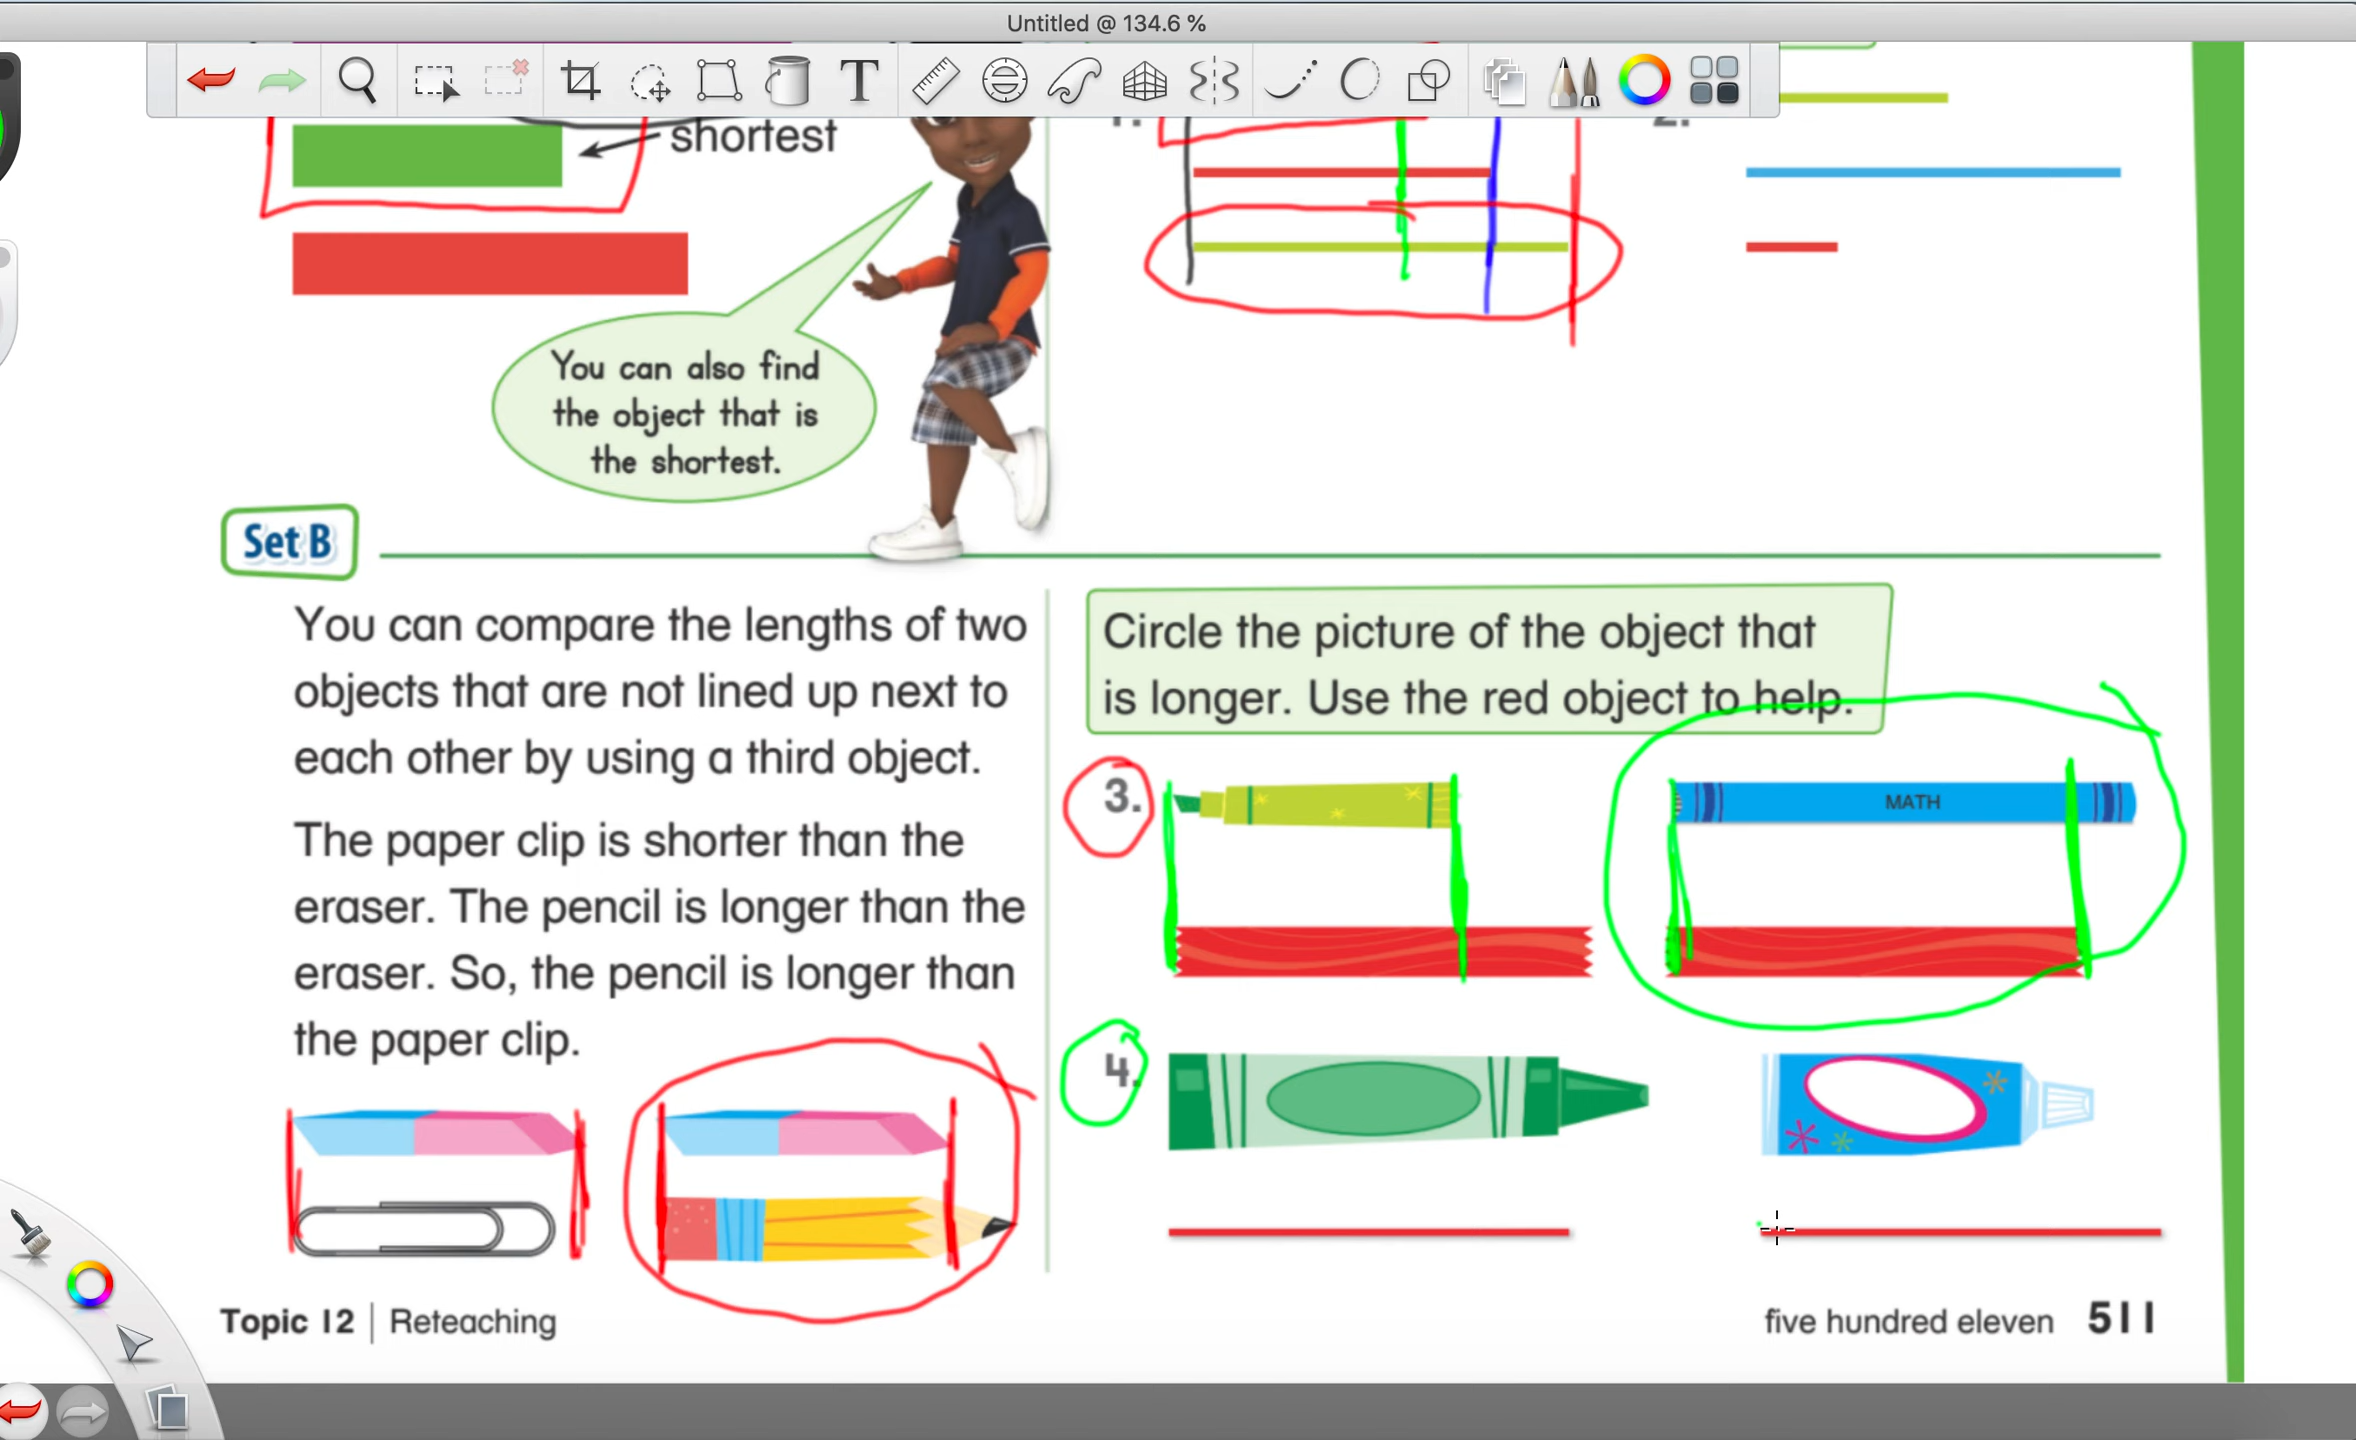 Untitled @ 134.6 %
T
shortest
You can also find
the object that is
the shortest.
Set B
You can compare the lengths of two
objects that are not lined up next to
each other by using a third object.
The paper clip is shorter than the
eraser. The pencil is longer than the
eraser. So, the pencil is longer than
the paper clip.
Topic 12 | Reteaching
1.
2.
Circle the picture of the object that
is longer. Use the red object to help.
3.
MATH
4.
five hundred eleven 511